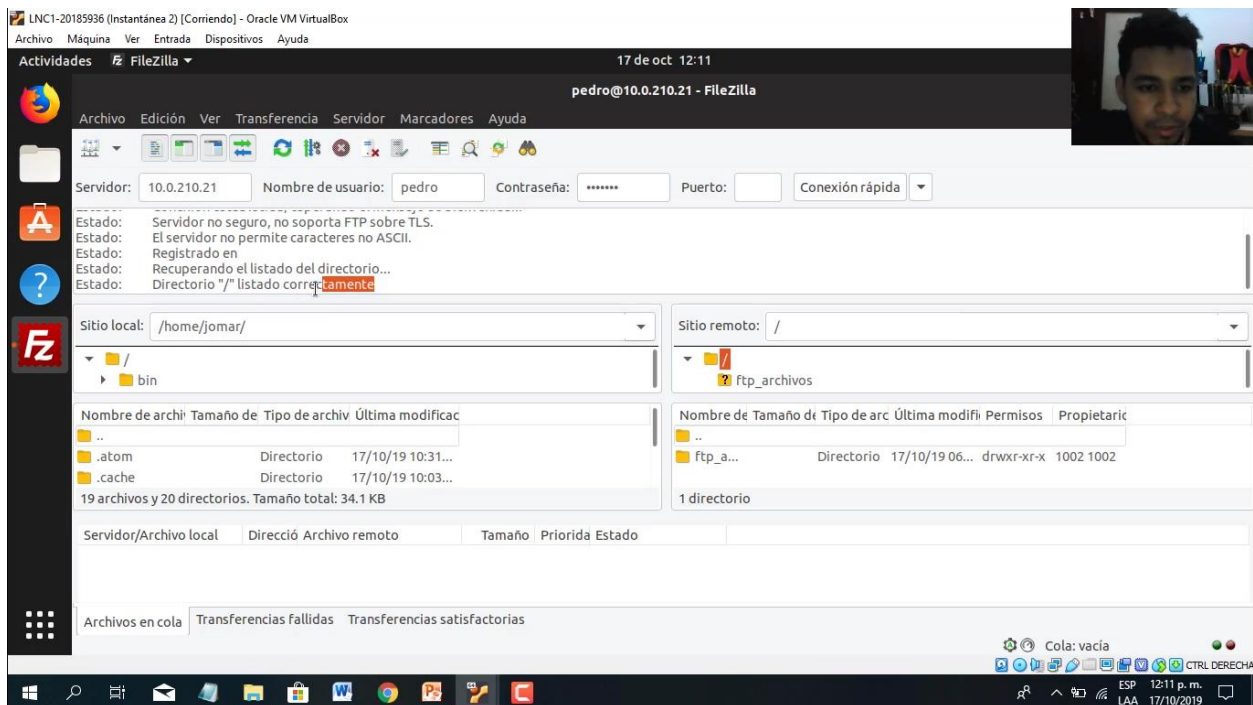 LNC1-20185936 (Instantánea 2) [Corriendo] - Oracle VM VirtualBox
Archivo Máquina Ver Entrada Dispositivos Ayuda
Actividades FileZilla 17 de oct 12:11
pedro@10.0.210.21 - FileZilla
Archivo Edición Ver Transferencia Servidor Marcadores Ayuda
Servidor: 10.0.210.21 Nombre de usuario: pedro Contraseña: ••••••• Puerto: Conexión rápida
Estado:
Estado: Servidor no seguro, no soporta FTP sobre TLS.
Estado: El servidor no permite caracteres no ASCII.
Estado: Registrado en
Estado: Recuperando el listado del directorio...
Estado: Directorio "/" listado correctamente
Sitio local: /home/jomar/ Sitio remoto: /
/ /
bin ftp_archivos
Nombre de archiv Tamaño de Tipo de archiv Última modificac Nombre de Tamaño de Tipo de arc Última modifi Permisos Propietaric
.. ..
.atom Directorio 17/10/19 10:31... ftp_a... Directorio 17/10/19 06... drwxr-xr-x 1002 1002
.cache Directorio 17/10/19 10:03...
19 archivos y 20 directorios. Tamaño total: 34.1 KB 1 directorio
Servidor/Archivo local Direcció Archivo remoto Tamaño Priorida Estado
Archivos en cola Transferencias fallidas Transferencias satisfactorias
Cola: vacía
CTRL DERECHA
ESP 12:11 p. m.
LAA 17/10/2019